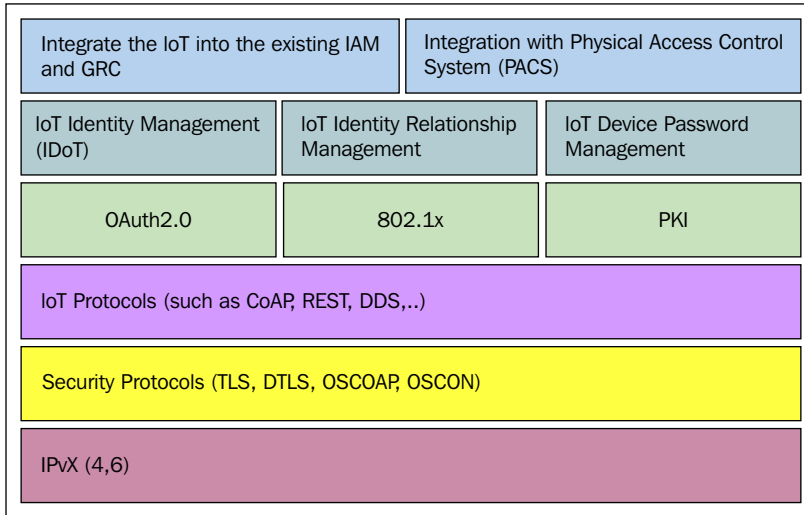 Integrate the IoT into the existing IAM
and GRC
Integration with Physical Access Control
System (PACS)
IoT Identity Management
(IDoT)
IoT Identity Relationship
Management
IoT Device Password
Management
OAuth2.0
802.1x
PKI
IoT Protocols (such as CoAP, REST, DDS,..)
Security Protocols (TLS, DTLS, OSCOAP, OSCON)
IPvX (4,6)